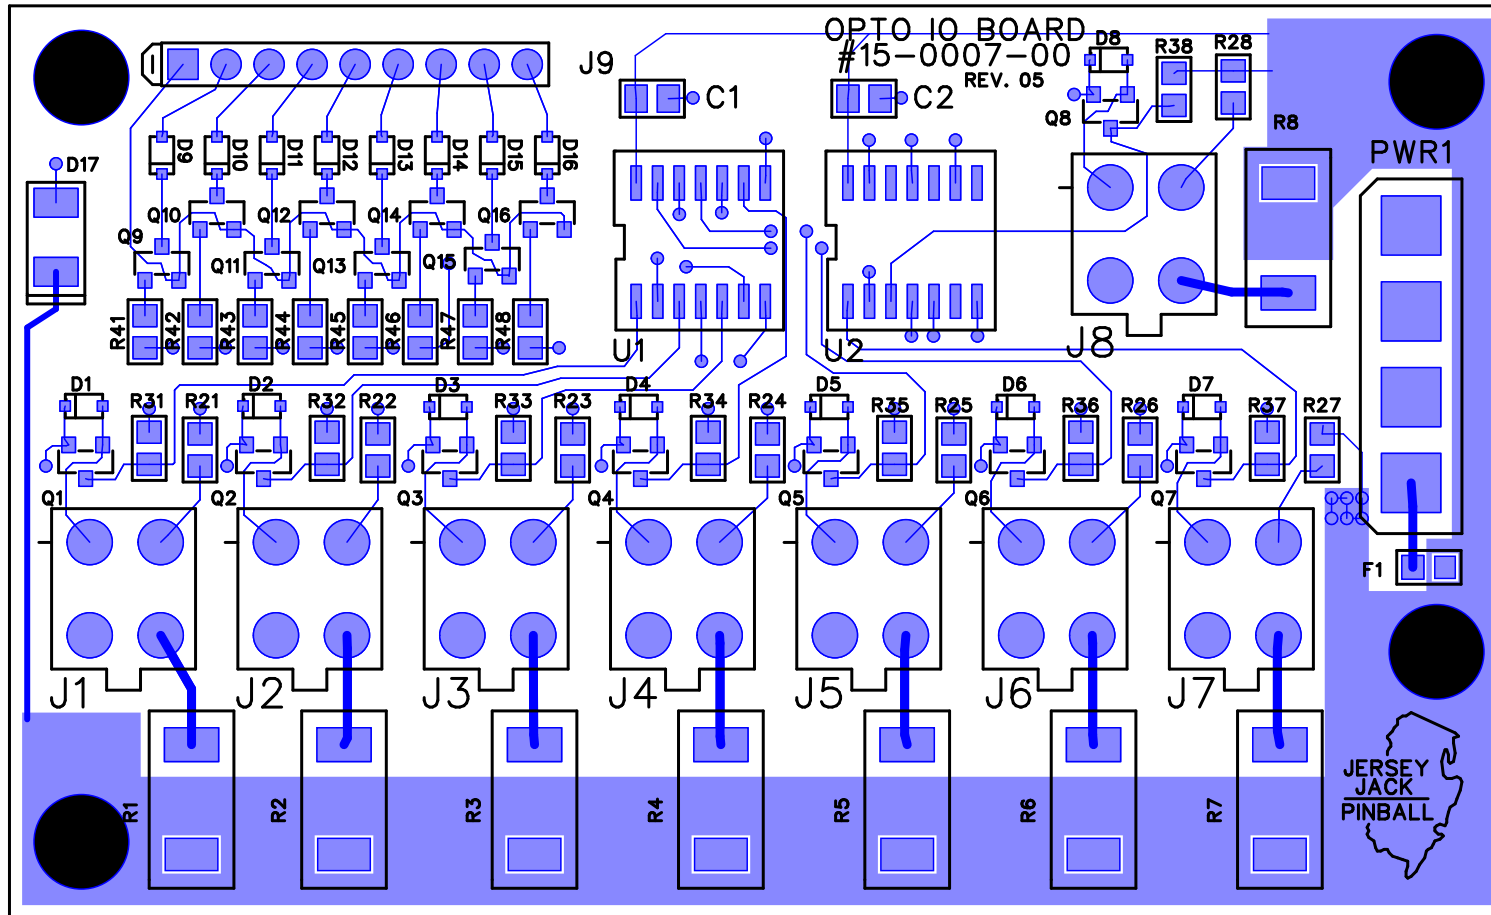 OPTO IO BOARD
#15-0007-00
REV. 05
J9
C1
C2
D8
R38
R28
Q8
R8
PWR1
D17
D9
D10
D11
D12
D13
D14
D15
D16
Q10
Q12
Q14
Q16
Q9
Q11
Q13
Q15
R41
R42
R43
R44
R45
R46
R47
R48
U1
U2
J8
D1
D2
D3
D4
D5
D6
D7
R31
R21
R32
R22
R33
R23
R34
R24
R35
R25
R36
R26
R37
R27
Q1
Q2
Q3
Q4
Q5
Q6
Q7
F1
J1
J2
J3
J4
J5
J6
J7
R1
R2
R3
R4
R5
R6
R7
JERSEY
JACK
PINBALL